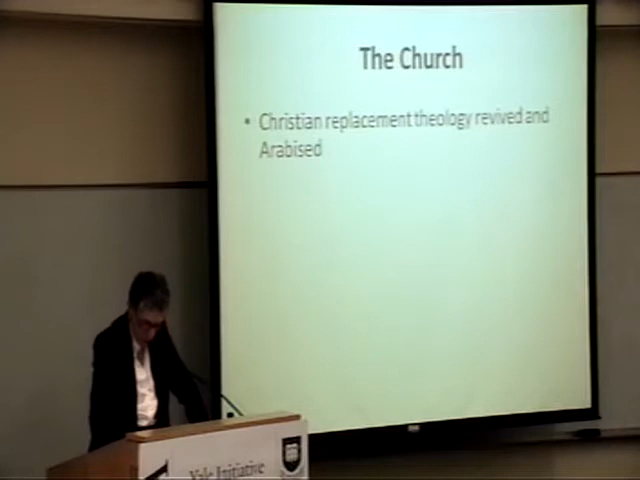 The Church
• Christian replacement theology revived and
Arabised
Yale Initiative